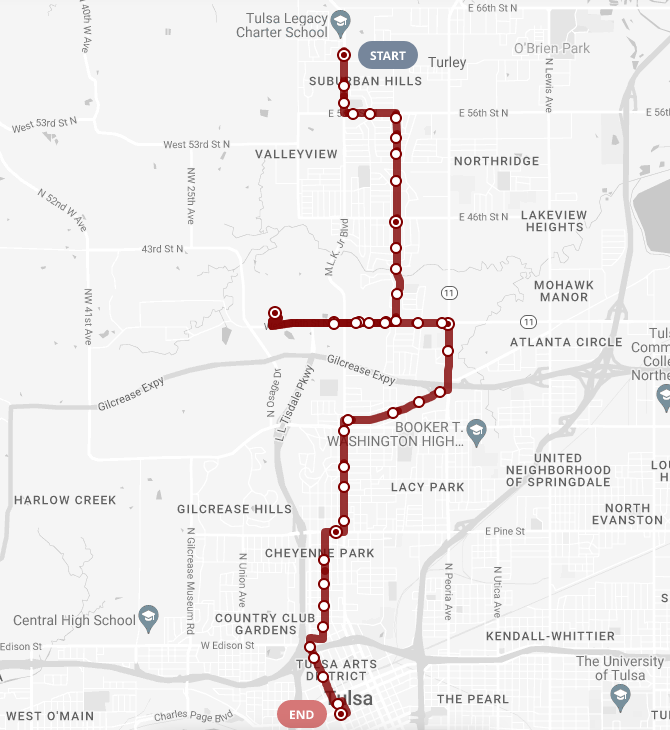 E 66th St N
Tulsa Legacy
Charter School
N 40th W Ave
START
Turley
O'Brien Park
SUBURBAN HILLS
N Lewis Ave
E 56th St N
West 53rd St N
West 53rd St N
VALLEYVIEW
NORTHRIDGE
NW 25th Ave
N 52nd W Ave
E 46th St N
LAKEVIEW
HEIGHTS
M.L.K. Jr Blvd
43rd St N
NW 41st Ave
11
MOHAWK
MANOR
11
ATLANTA CIRCLE
Gilcrease Expy
Gilcrease Expy
N Osage Dr
L L Tisdale Pkwy
BOOKER T.
WASHINGTON HIGH...
UNITED
NEIGHBORHOOD
OF SPRINGDALE
LACY PARK
HARLOW CREEK
GILCREASE HILLS
NORTH
EVANSTON
E Pine St
CHEYENNE PARK
N Gilcrease Museum Rd
N Union Ave
N Peoria Ave
N Utica Ave
Central High School
COUNTRY CLUB
GARDENS
KENDALL-WHITTIER
Edison St
W Edison St
TULSA ARTS
DISTRICT
The University
of Tulsa
Tulsa
THE PEARL
END
WEST O'MAIN
Charles Page Blvd